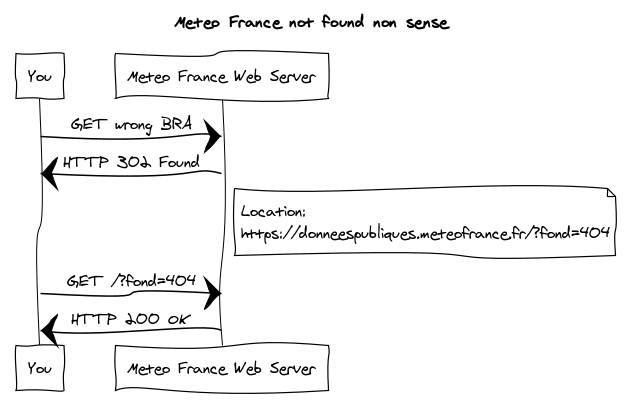 Meteo France not found non sense
You
Meteo France Web Server
GET wrong BRA
HTTP 302 Found
Location:
https://donneespubliques.meteofrance.fr/?fond=404
GET /?fond=404
HTTP 200 OK
You
Meteo France Web Server